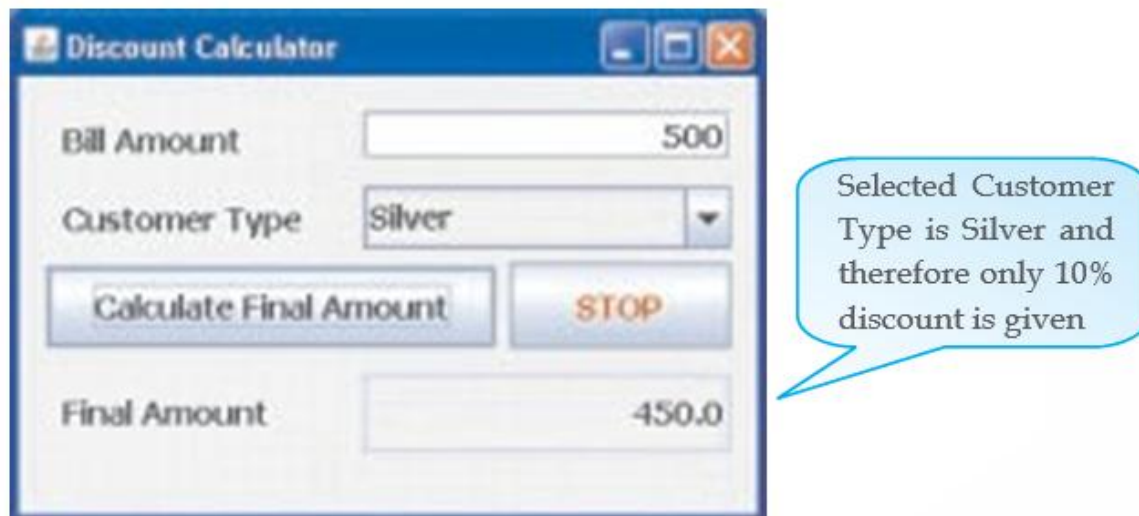 Discount Calculator
Bill Amount 500
Customer Type Silver
Calculate Final Amount STOP
Final Amount 450.0
Selected Customer
Type is Silver and
therefore only 10%
discount is given